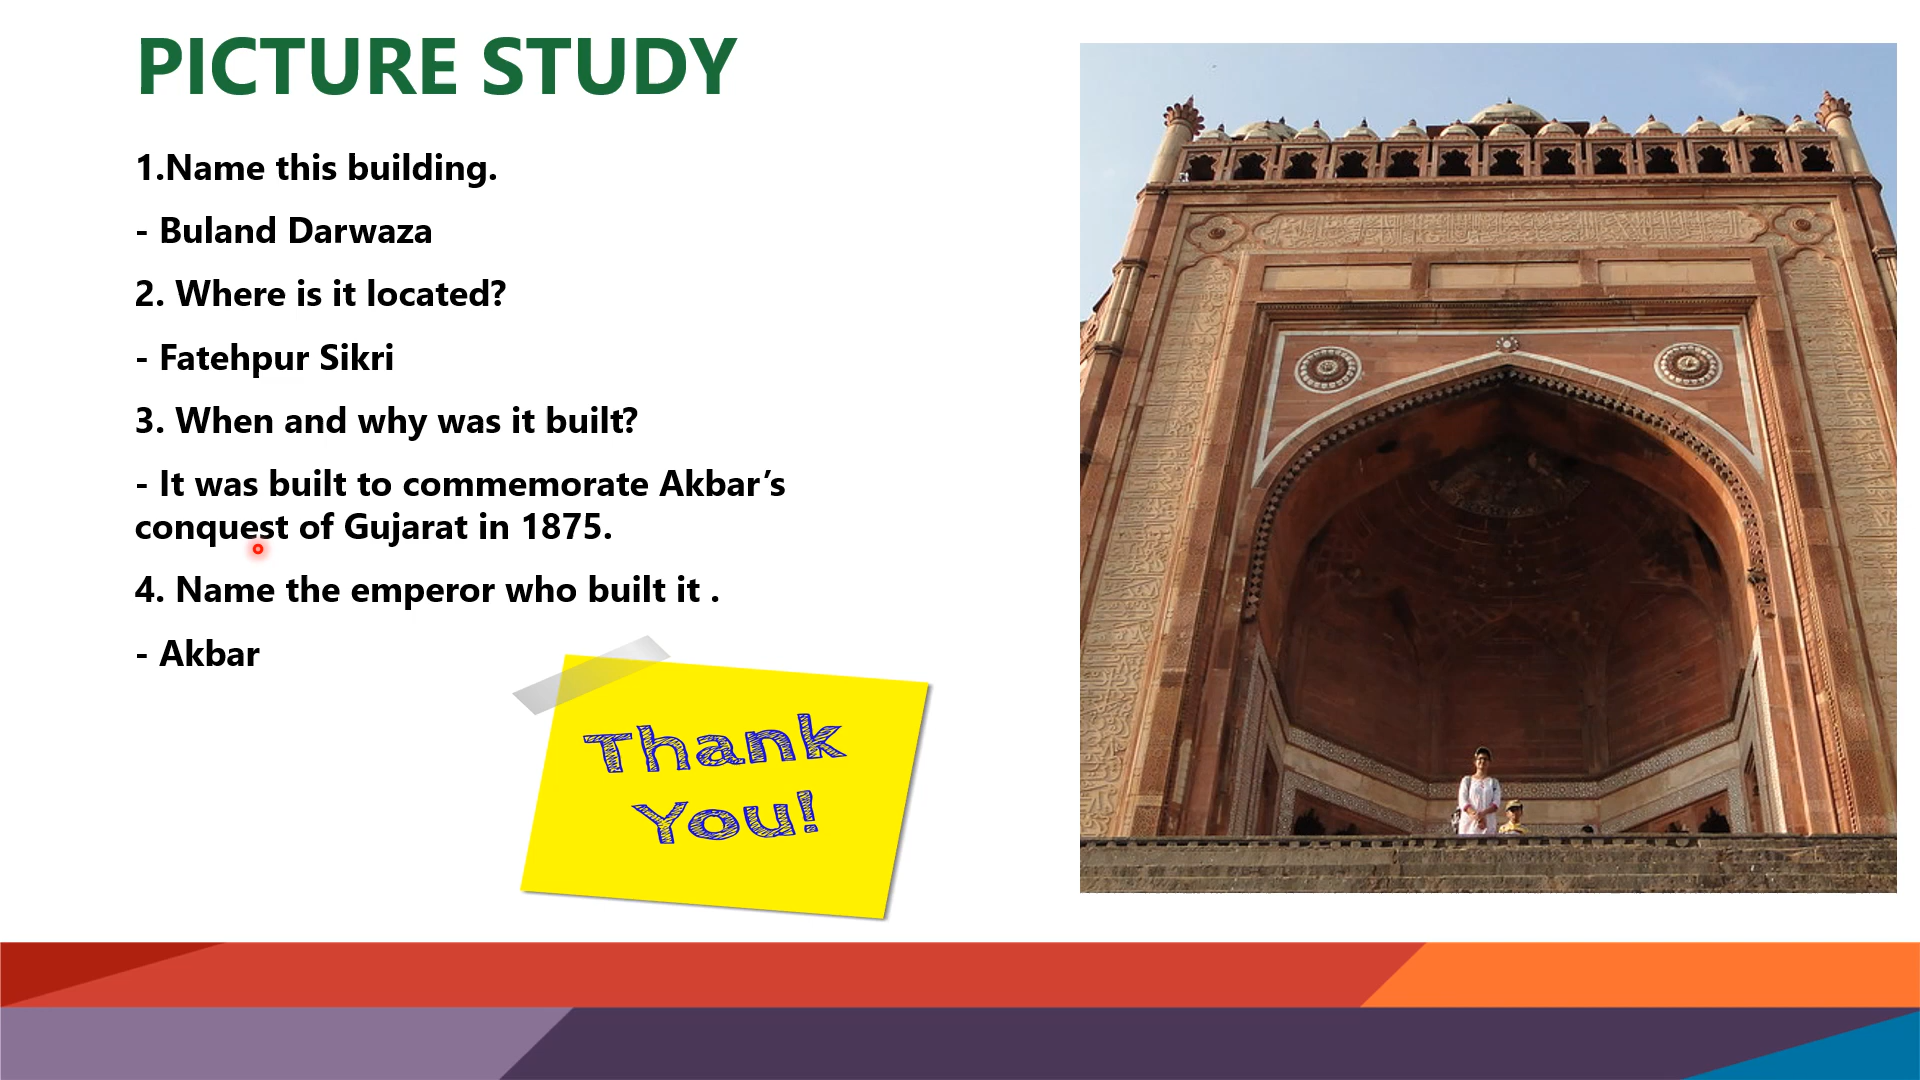 PICTURE STUDY
1.Name this building.
- Buland Darwaza
2. Where is it located?
- Fatehpur Sikri
3. When and why was it built?
- It was built to commemorate Akbar’s
conquest of Gujarat in 1875.
4. Name the emperor who built it .
- Akbar
Thank
You!